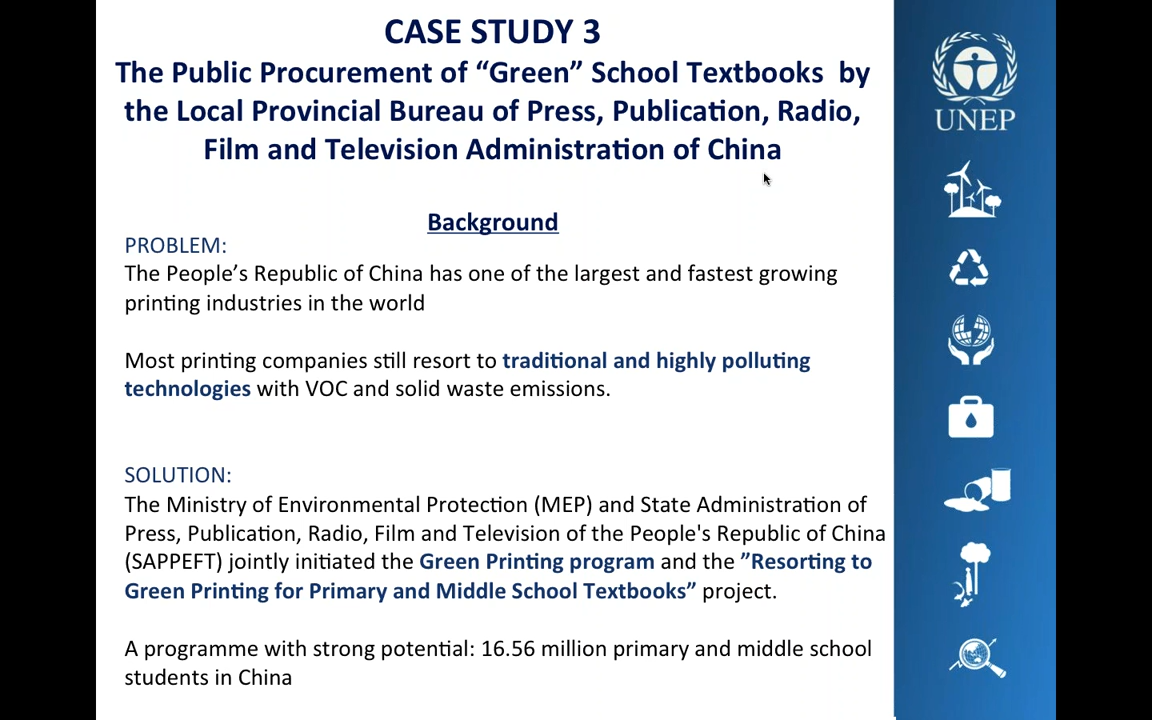 CASE STUDY 3
The Public Procurement of “Green” School Textbooks by
the Local Provincial Bureau of Press, Publication, Radio,
Film and Television Administration of China
UNEP
Background
PROBLEM:
The People’s Republic of China has one of the largest and fastest growing
printing industries in the world
Most printing companies still resort to traditional and highly polluting
technologies with VOC and solid waste emissions.
SOLUTION:
The Ministry of Environmental Protection (MEP) and State Administration of
Press, Publication, Radio, Film and Television of the People's Republic of China
(SAPPEFT) jointly initiated the Green Printing program and the ”Resorting to
Green Printing for Primary and Middle School Textbooks” project.
A programme with strong potential: 16.56 million primary and middle school
students in China